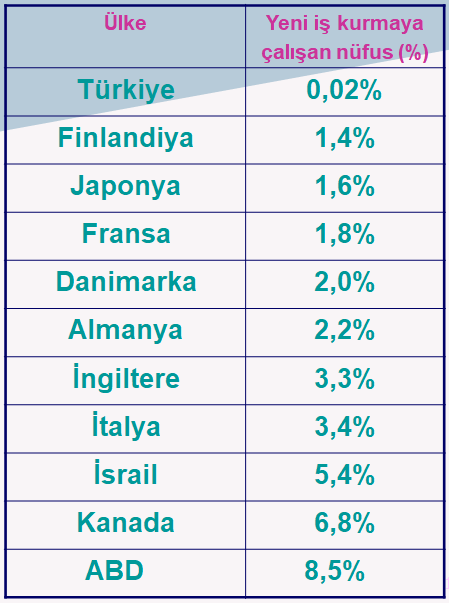 Ülke Yeni iş kurmaya
çalışan nüfus (%)
Türkiye 0,02%
Finlandiya 1,4%
Japonya 1,6%
Fransa 1,8%
Danimarka 2,0%
Almanya 2,2%
İngiltere 3,3%
İtalya 3,4%
İsrail 5,4%
Kanada 6,8%
ABD 8,5%